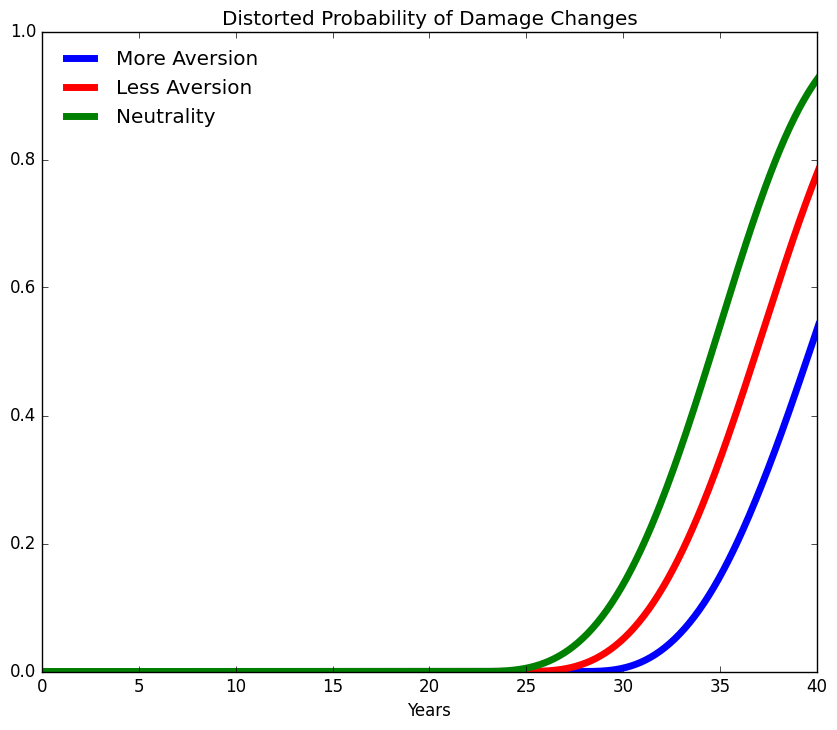 Distorted Probability of Damage Changes
More Aversion
Less Aversion
Neutrality
1.0
0.8
0.6
0.4
0.2
0.0
0 5 10 15 20 25 30 35 40
Years